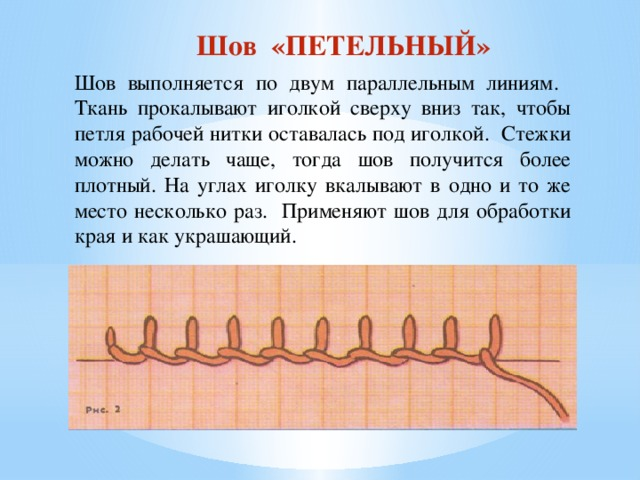 Шов «ПЕТЕЛЬНЫЙ»
Шов выполняется по двум параллельным линиям.
Ткань прокалывают иголкой сверху вниз так, чтобы
петля рабочей нитки оставалась под иголкой. Стежки
можно делать чаще, тогда шов получится более
плотный. На углах иголку вкалывают в одно и то же
место несколько раз. Применяют шов для обработки
края и как украшающий.
Рис. 2